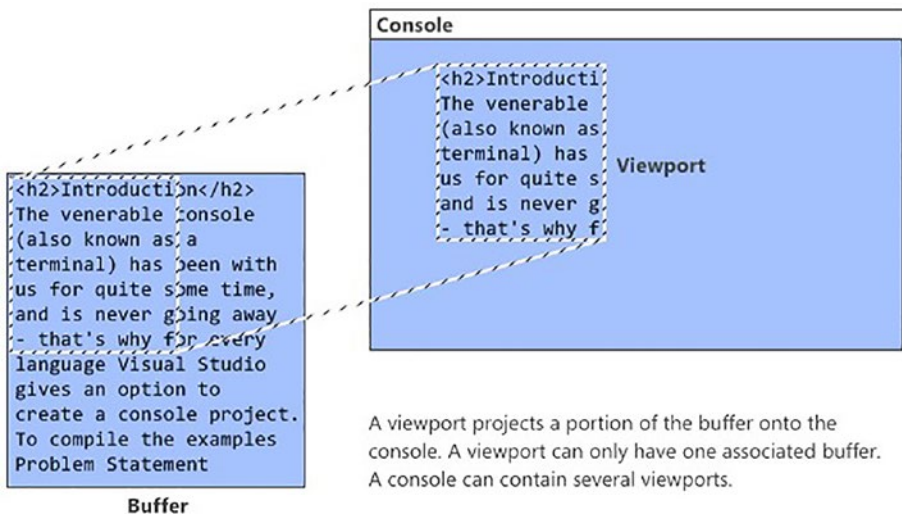 Console
<h2>Introducti
The venerable
(also known as
terminal) has
us for quite s
and is never g
- that's why f
Viewport
<h2>Introduction</h2>
The venerable console
(also known as a
terminal) has been with
us for quite some time,
and is never going away
- that's why for every
language Visual Studio
gives an option to
create a console project.
To compile the examples
Problem Statement
Buffer
A viewport projects a portion of the buffer onto the
console. A viewport can only have one associated buffer.
A console can contain several viewports.